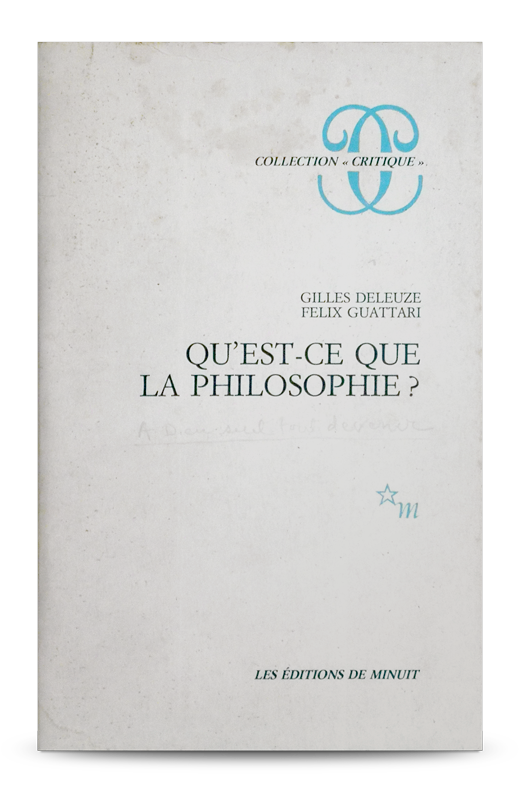 COLLECTION « CRITIQUE »
GILLES DELEUZE
FELIX GUATTARI
QU'EST-CE QUE
LA PHILOSOPHIE ?
m
LES ÉDITIONS DE MINUIT